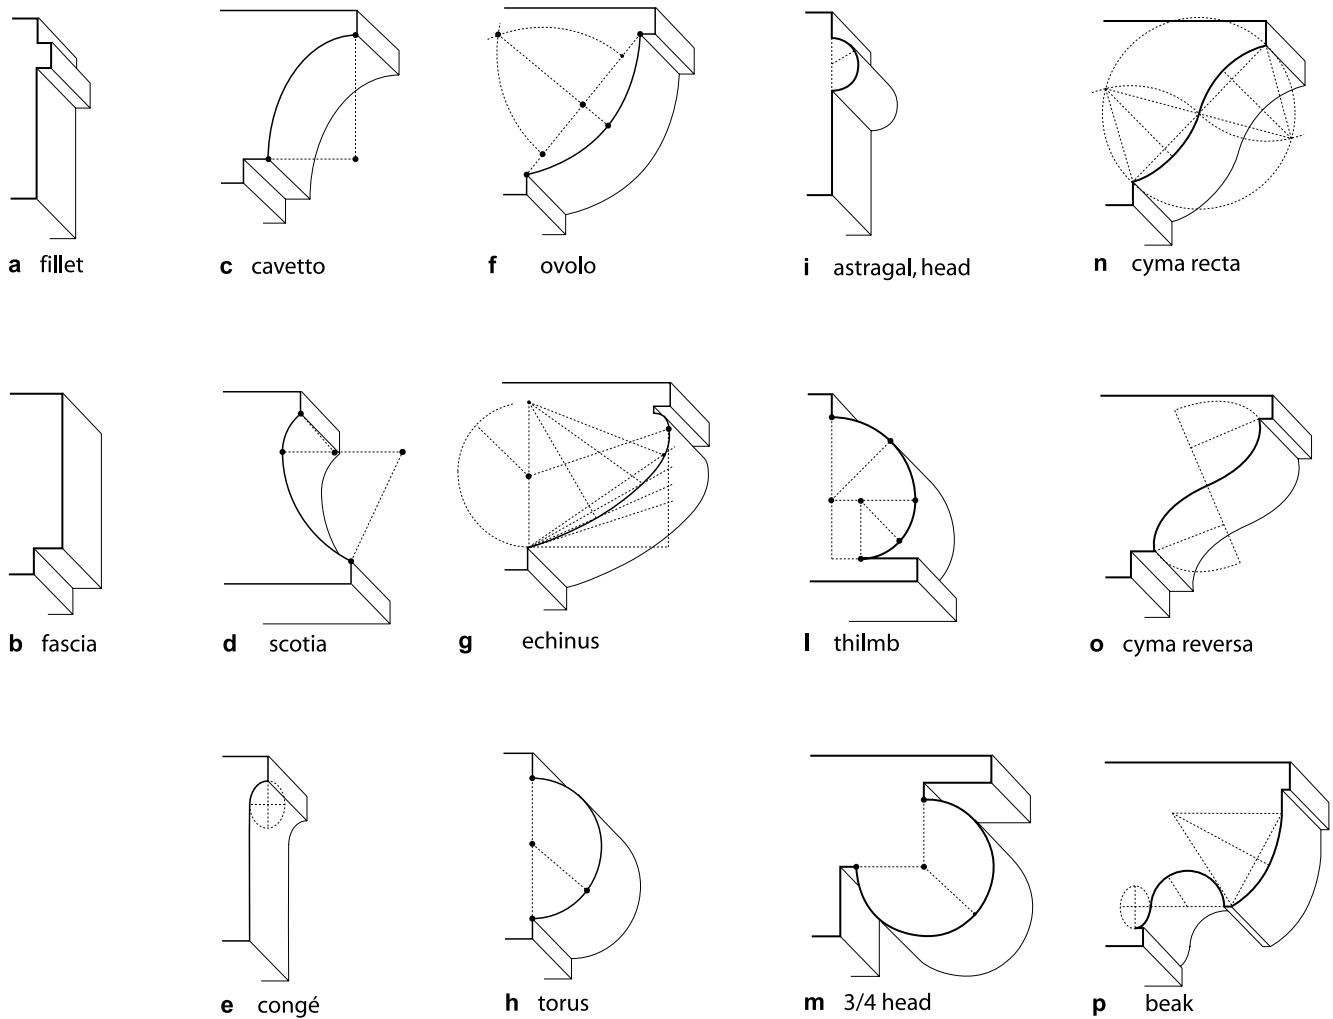 a fillet
c cavetto
f ovolo
i astragal, head
n cyma recta
b fascia
d scotia
g echinus
l thilmb
o cyma reversa
e congé
h torus
m 3/4 head
p beak